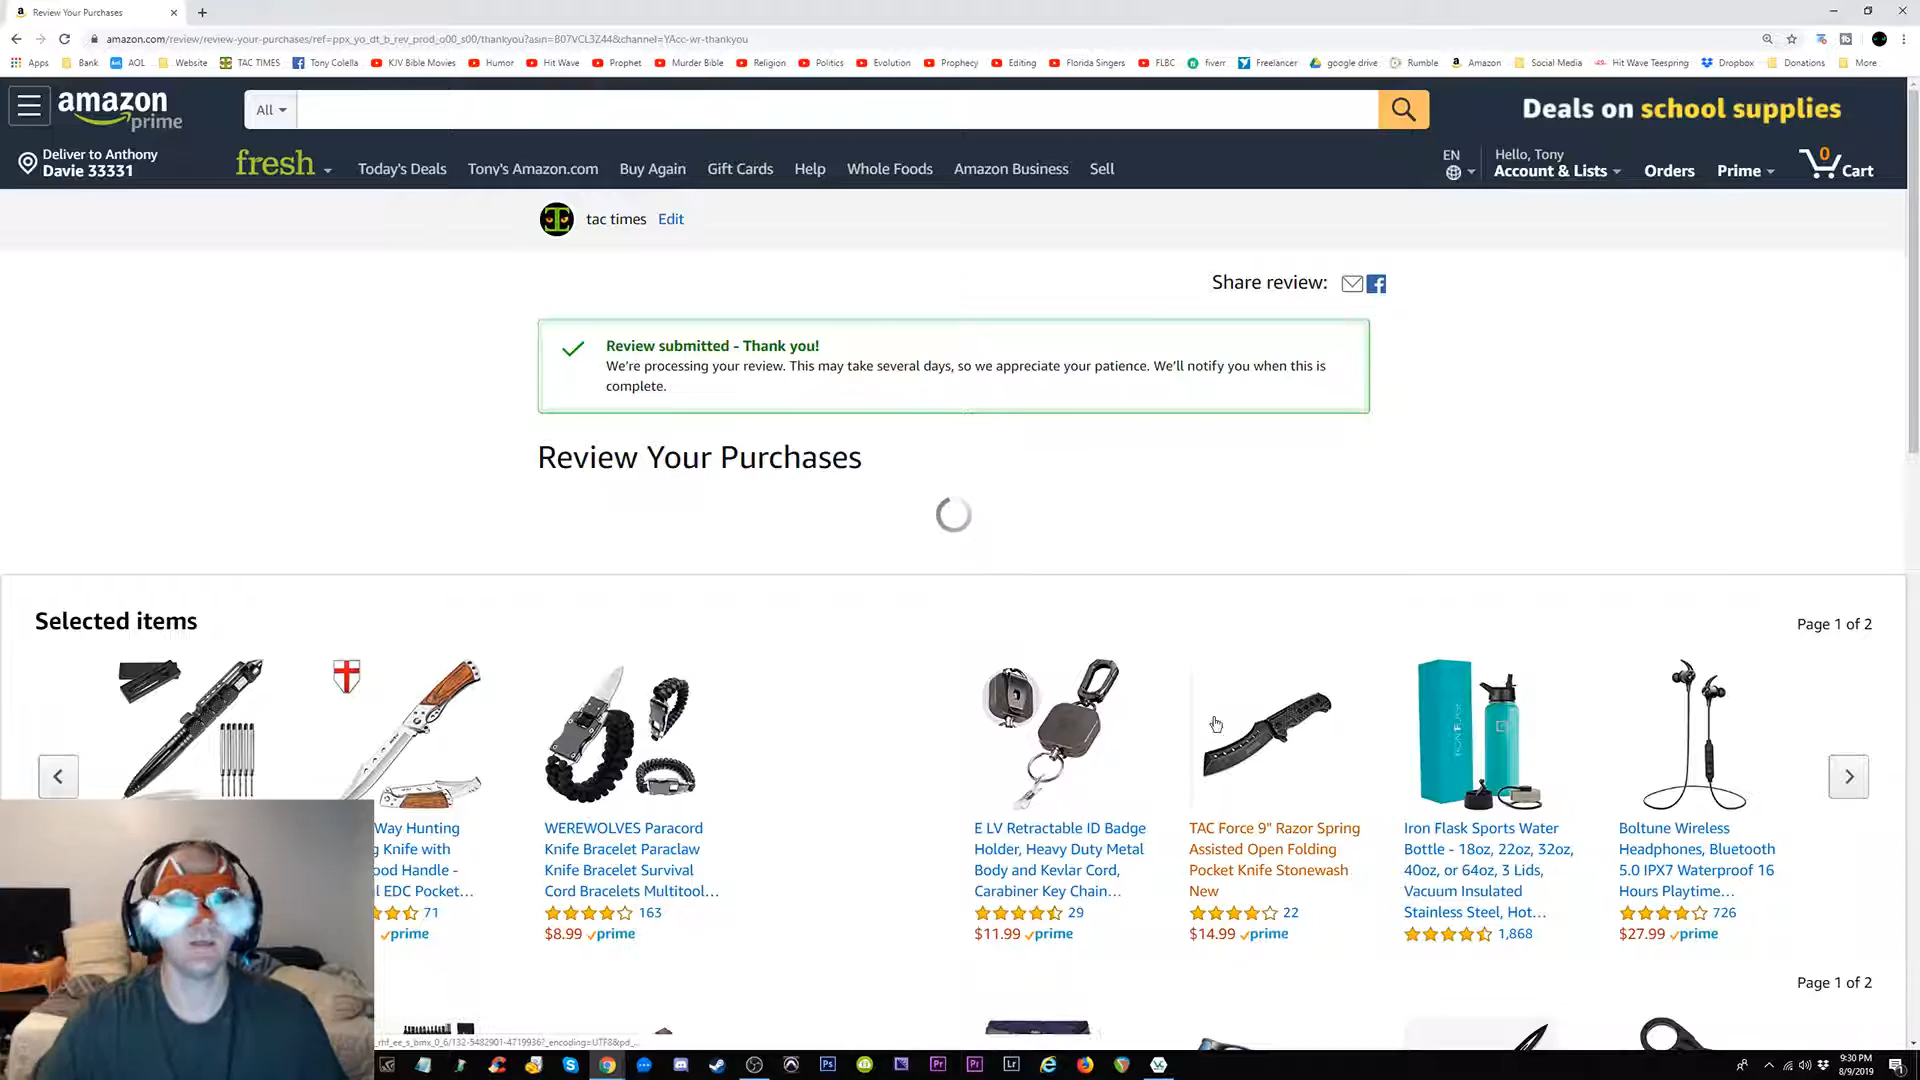 Review Your Purchases
amazon.com/review/review-your-purchases/ref=ppx_yo_dt_b_rev_prod_o00_s00/thankyou?asin=B07VCL3Z44&channel=YAcc-wr-thankyou
Apps Bank AOL Website TAC TIMES Tony Colella KJV Bible Movies Humor Hit Wave Prophet Murder Bible Religion Politics Evolution Prophecy Editing Florida Singers FLBC fiverr Freelancer google drive Rumble Amazon Social Media Hit Wave Teespring Dropbox Donations More
amazon prime
All
Deals on school supplies
Deliver to Anthony
Davie 33331
fresh
Today's Deals Tony's Amazon.com Buy Again Gift Cards Help Whole Foods Amazon Business Sell
EN
Hello, Tony
Account & Lists
Orders
Prime
0
Cart
tac times Edit
Share review:
Review submitted - Thank you!
We're processing your review. This may take several days, so we appreciate your patience. We'll notify you when this is
complete.
Review Your Purchases
Selected items
Page 1 of 2
Way Hunting
g Knife with
ood Handle -
l EDC Pocket...
71
prime
WEREWOLVES Paracord
Knife Bracelet Paraclaw
Knife Bracelet Survival
Cord Bracelets Multitool...
163
$8.99 prime
E LV Retractable ID Badge
Holder, Heavy Duty Metal
Body and Kevlar Cord,
Carabiner Key Chain...
29
$11.99 prime
TAC Force 9" Razor Spring
Assisted Open Folding
Pocket Knife Stonewash
New
22
$14.99 prime
Iron Flask Sports Water
Bottle - 18oz, 22oz, 32oz,
40oz, or 64oz, 3 Lids,
Vacuum Insulated
Stainless Steel, Hot...
1,868
Boltune Wireless
Headphones, Bluetooth
5.0 IPX7 Waterproof 16
Hours Playtime...
726
$27.99 prime
Page 1 of 2
_rhf_ee_s_bmx_0_6/132-5482901-4719936?_encoding=UTF8&pd_...
9:30 PM
8/9/2019